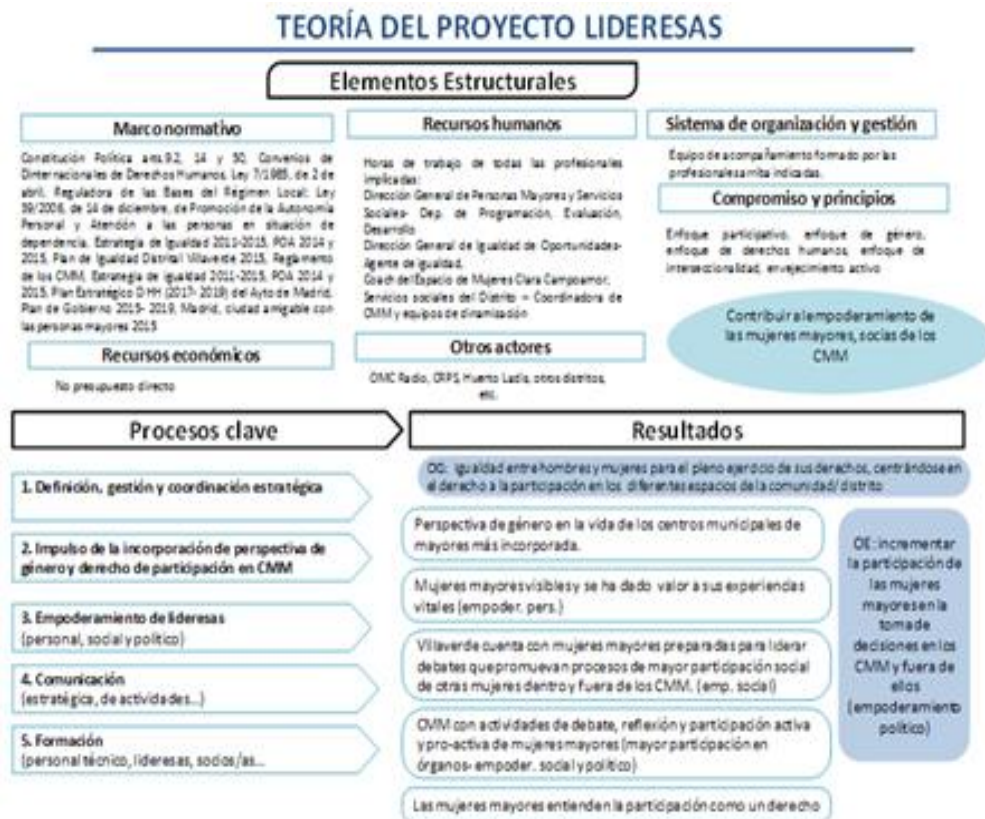 TEORÍA DEL PROYECTO LIDERESAS
Elementos Estructurales
Marco normativo
Constitución Política arts.9.2, 14 y 50, Convenios de
Dinternacionales de Derechos Humanos, Ley 7/1985, de 2 de
abril, Reguladora de las Bases del Régimen Local: Ley
39/2006, de 14 de diciembre, de Promoción de la Autonomía
Personal y Atención a las personas en situación de
dependencia, Estrategia de Igualdad 2011-2015, POA 2014 y
2015, Plan de Igualdad Distrital Villaverde 2015, Reglamento
de los CMM, Estrategia de igualdad 2011-2015, POA 2014 y
2015, Plan Estratégico DHH (2017-2019) del Ayto de Madrid,
Plan de Gobierno 2015- 2019, Madrid, ciudad amigable con
las personas mayores 2015
Recursos económicos
No presupuesto directo
Recursos humanos
Horas de trabajo de todas las profesionales
implicadas:
Dirección General de Personas Mayores y Servicios
Sociales- Dep. de Programación, Evaluación,
Desarrollo
Dirección General de Igualdad de Oportunidades-
Agente de igualdad,
Coach del Espacio de Mujeres Clara Campoamor,
Servicios sociales del Distrito – Coordinadora de
CMM y equipos de dinamización
Otros actores
OMC Radio, CRPS, Huerto Ladis, otros distritos,
etc.
Sistema de organización y gestión
Equipo de acompañamiento formado por las
profesionales arriba indicadas.
Compromiso y principios
Enfoque participativo, enfoque de género,
enfoque de derechos humanos, enfoque de
interseccionalidad, envejecimiento activo
Contribuir al empoderamiento de
las mujeres mayores, socias de los
CMM
Procesos clave
1. Definición, gestión y coordinación estratégica
2. Impulso de la incorporación de perspectiva de
género y derecho de participación en CMM
3. Empoderamiento de lideresas
(personal, social y político)
4. Comunicación
(estratégica, de actividades...)
5. Formación
(personal técnico, lideresas, socios/as...
Resultados
OG: igualdad entre hombres y mujeres para el pleno ejercicio de sus derechos, centrándose en
el derecho a la participación en los diferentes espacios de la comunidad/ distrito
Perspectiva de género en la vida de los centros municipales de
mayores más incorporada.
Mujeres mayores visibles y se ha dado valor a sus experiencias
vitales (empoder. pers.)
Villaverde cuenta con mujeres mayores preparadas para liderar
debates que promuevan procesos de mayor participación social
de otras mujeres dentro y fuera de los CMM. (emp. social)
CMM con actividades de debate, reflexión y participación activa
y pro-activa de mujeres mayores (mayor participación en
órganos- empoder. social y político)
Las mujeres mayores entienden la participación como un derecho
OE: incrementar
la participación de
las mujeres
mayores en la
toma de
decisiones en los
CMM y fuera de
ellos
(empoderamiento
político)